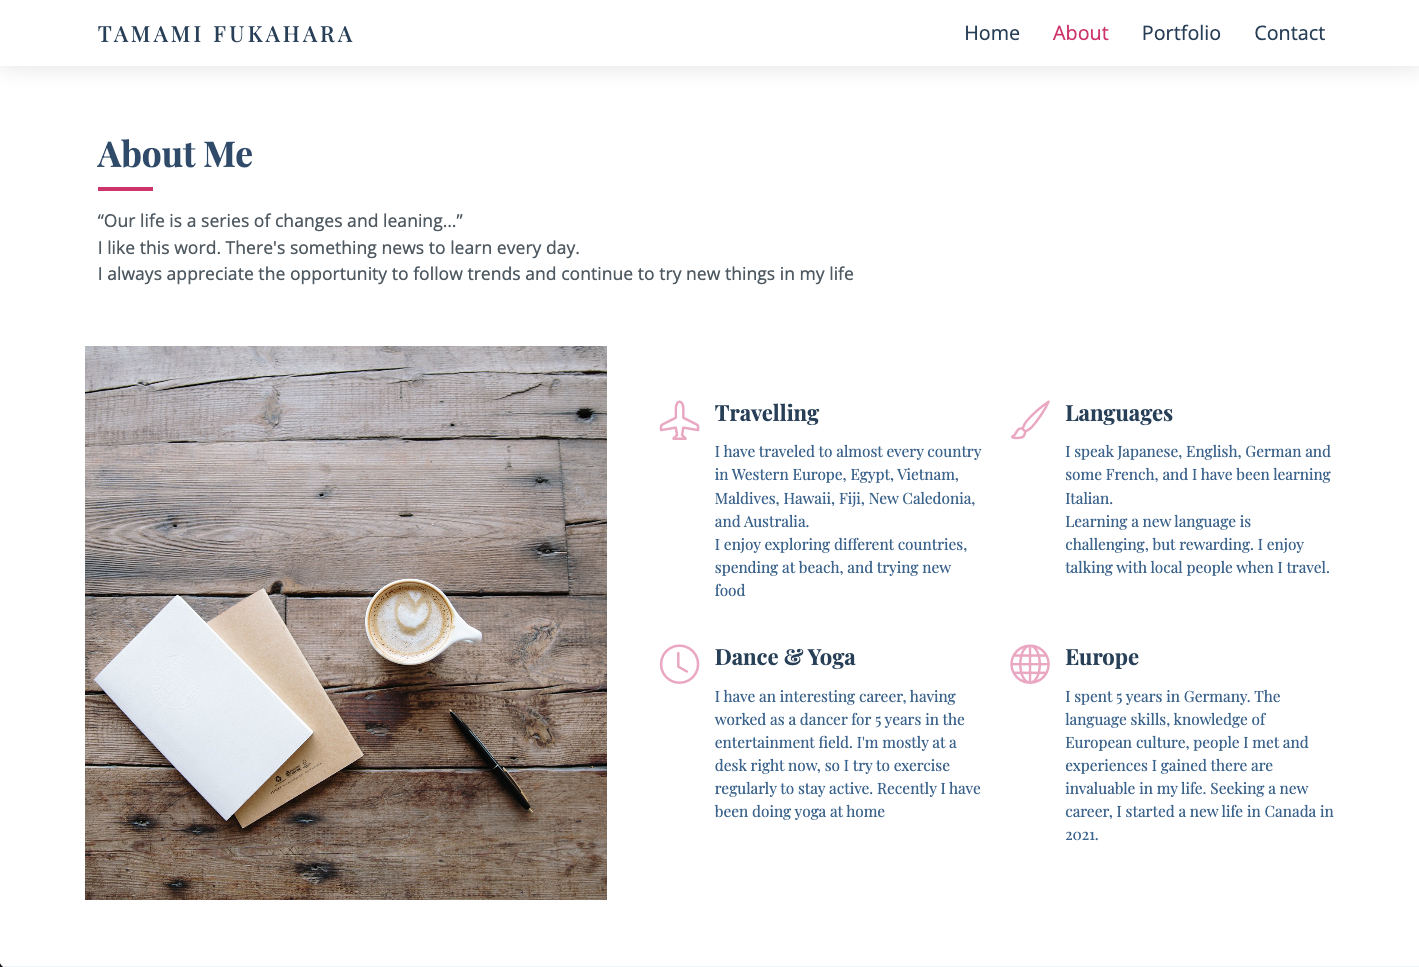 TAMAMI FUKAHARA
Home About Portfolio Contact
About Me
“Our life is a series of changes and leaning...”
I like this word. There's something news to learn every day.
I always appreciate the opportunity to follow trends and continue to try new things in my life
Travelling
I have traveled to almost every country
in Western Europe, Egypt, Vietnam,
Maldives, Hawaii, Fiji, New Caledonia,
and Australia.
I enjoy exploring different countries,
spending at beach, and trying new
food
Languages
I speak Japanese, English, German and
some French, and I have been learning
Italian.
Learning a new language is
challenging, but rewarding. I enjoy
talking with local people when I travel.
Dance & Yoga
I have an interesting career, having
worked as a dancer for 5 years in the
entertainment field. I'm mostly at a
desk right now, so I try to exercise
regularly to stay active. Recently I have
been doing yoga at home
Europe
I spent 5 years in Germany. The
language skills, knowledge of
European culture, people I met and
experiences I gained there are
invaluable in my life. Seeking a new
career, I started a new life in Canada in
2021.